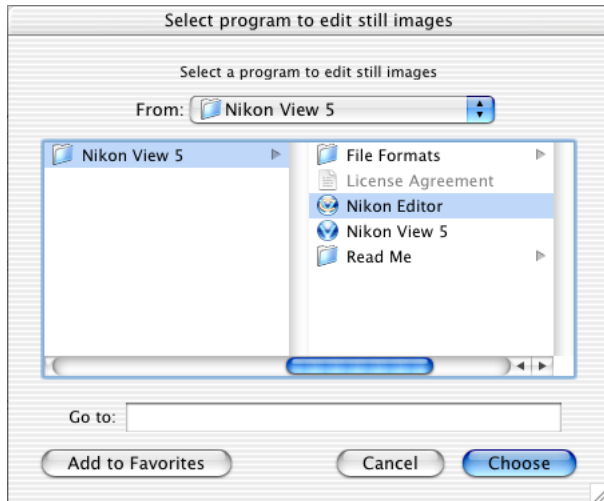 Select program to edit still images
Select a program to edit still images
From: Nikon View 5
Nikon View 5
File Formats
License Agreement
Nikon Editor
Nikon View 5
Read Me
Go to:
Add to Favorites
Cancel
Choose